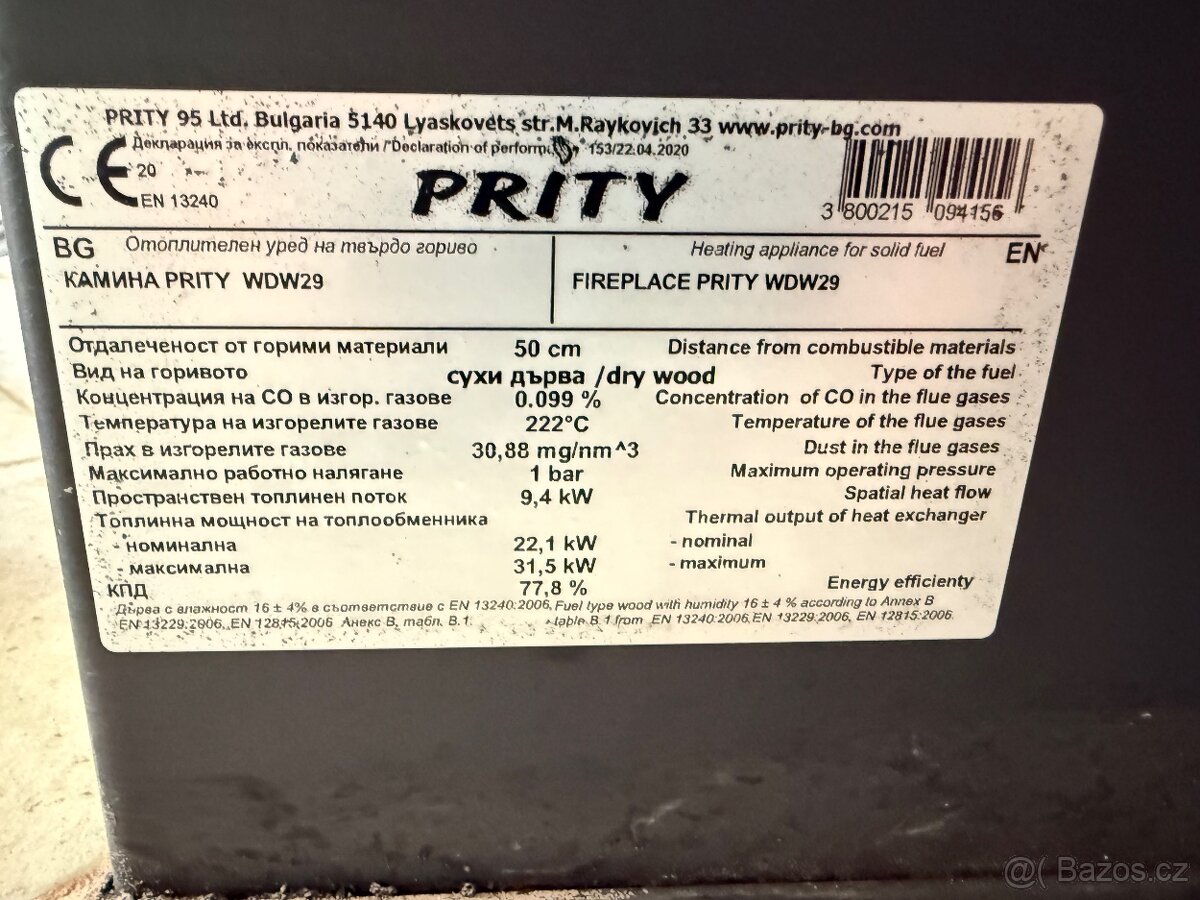 PRITY 95 Ltd. Bulgaria 5140 Lyaskovets str.M.Raykovich 33 www.prity-bg.com
CE Декларация за експл. показатели / Declaration of perform. 153/22.04.2020
20
EN 13240
PRITY
3 800215 094156
BG Отоплителен уред на твърдо гориво Heating appliance for solid fuel EN
КАМИНА PRITY WDW29 FIREPLACE PRITY WDW29
Отдалеченост от горими материали 50 cm Distance from combustible materials
Вид на горивото сухи дърва /dry wood Type of the fuel
Концентрация на CO в изгор. газове 0.099 % Concentration of CO in the flue gases
Температура на изгорелите газове 222°C Temperature of the flue gases
Прах в изгорелите газове 30,88 mg/nm^3 Dust in the flue gases
Максимално работно налягане 1 bar Maximum operating pressure
Пространствен топлинен поток 9,4 kW Spatial heat flow
Топлинна мощност на топлообменника Thermal output of heat exchanger
- номинална 22,1 kW - nominal
- максимална 31,5 kW - maximum
КПД 77,8 % Energy efficienty
Дърва с влажност 16 ± 4% в съответствие с EN 13240:2006, Fuel type wood with humidity 16 ± 4 % according to Annex B
EN 13229:2006, EN 12815:2006 Анекс В, табл. В.1. table B.1 from EN 13240:2006, EN 13229:2006, EN 12815:2006.
@( Bazos.cz